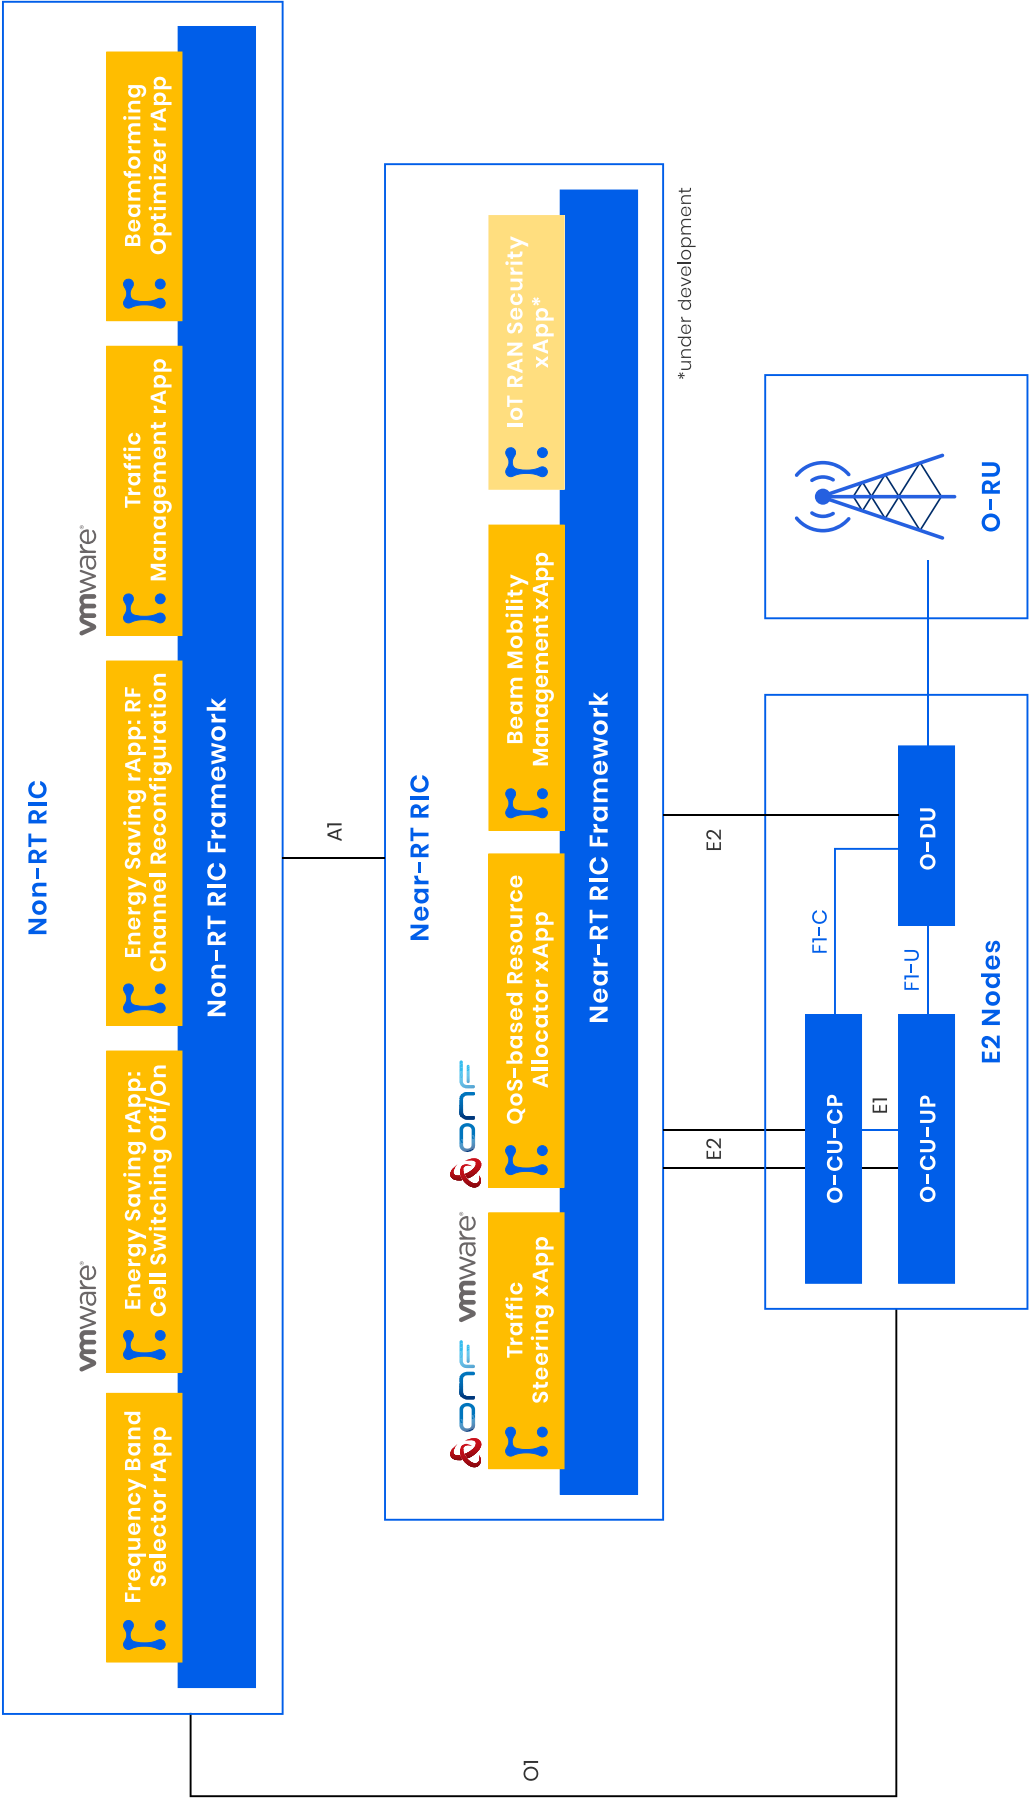 Non-RT RIC
vmware®
vmware®
Frequency Band
Selector rApp
Energy Saving rApp:
Cell Switching Off/On
Energy Saving rApp: RF
Channel Reconfiguration
Traffic
Management rApp
Beamforming
Optimizer rApp
Non-RT RIC Framework
A1
Near-RT RIC
ONF
vmware®
ONF
Traffic
Steering xApp
QoS-based Resource
Allocator xApp
Beam Mobility
Management xApp
IoT RAN Security
xApp*
Near-RT RIC Framework
*under development
O1
E2
E2
O-CU-CP
F1-C
E1
O-CU-UP
F1-U
O-DU
E2 Nodes
O-RU